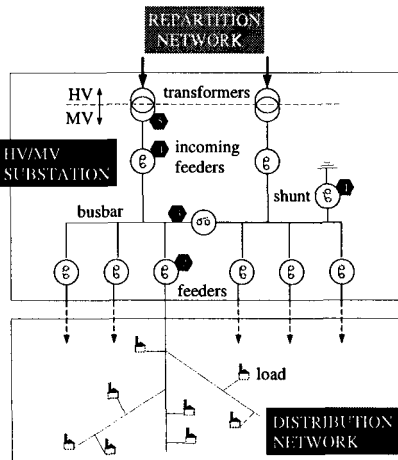 REPARTITION
NETWORK
HV
transformers
MV
incoming
feeders
HV/MV
SUBSTATION
shunt
busbar
feeders
load
DISTRIBUTION
NETWORK